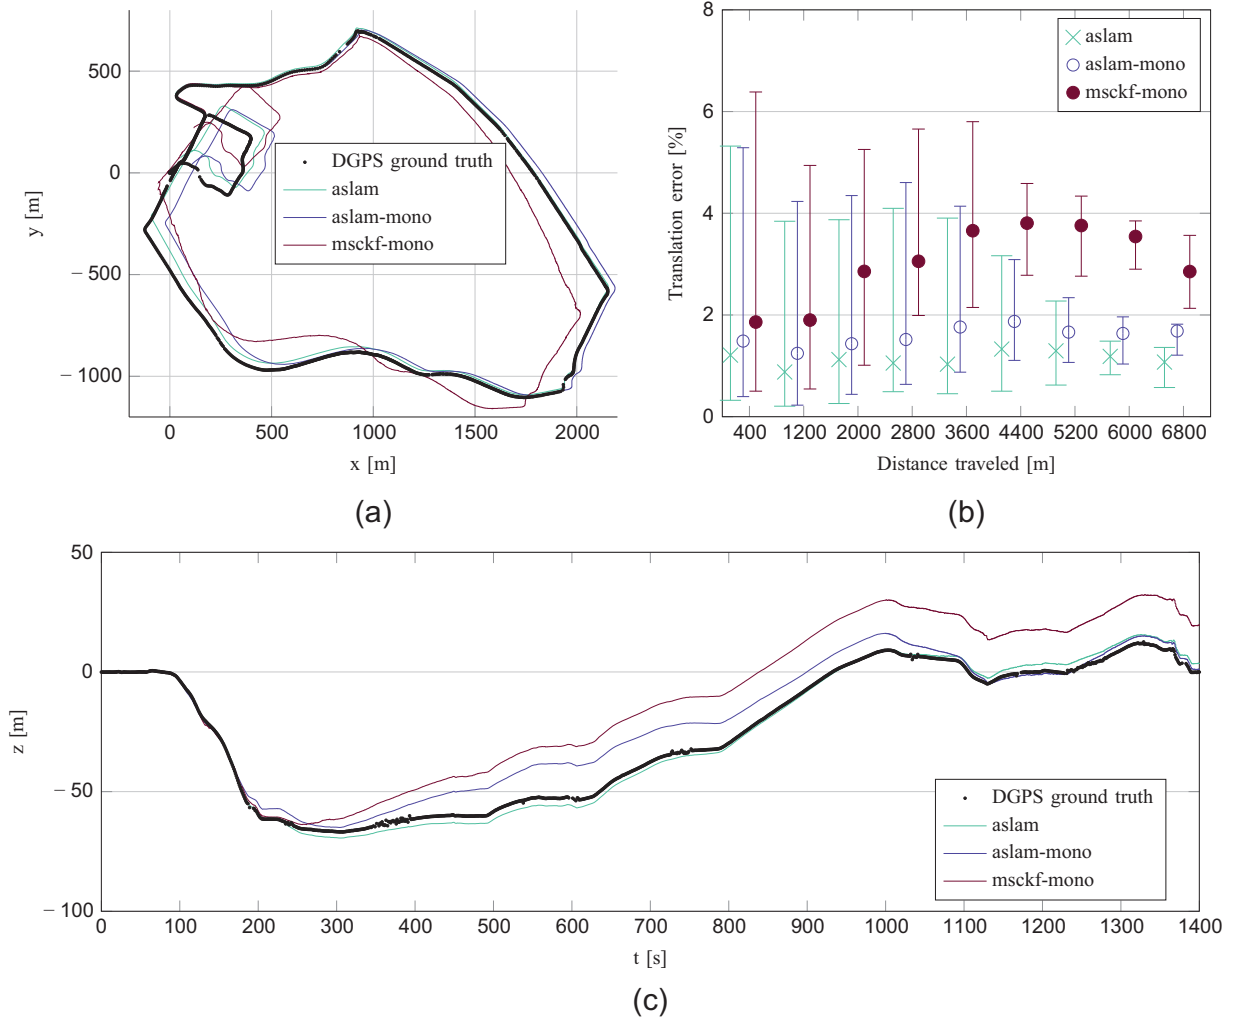 500
0
− 500
− 1000
y [m]
0
500
1000
1500
2000
x [m]
DGPS ground truth
aslam
aslam-mono
msckf-mono
(a)
8
6
4
2
0
Translation error [%]
aslam
aslam-mono
msckf-mono
400
1200
2000
2800
3600
4400
5200
6000
6800
Distance traveled [m]
(b)
50
0
− 50
− 100
z [m]
DGPS ground truth
aslam
aslam-mono
msckf-mono
0
100
200
300
400
500
600
700
800
900
1000
1100
1200
1300
1400
t [s]
(c)